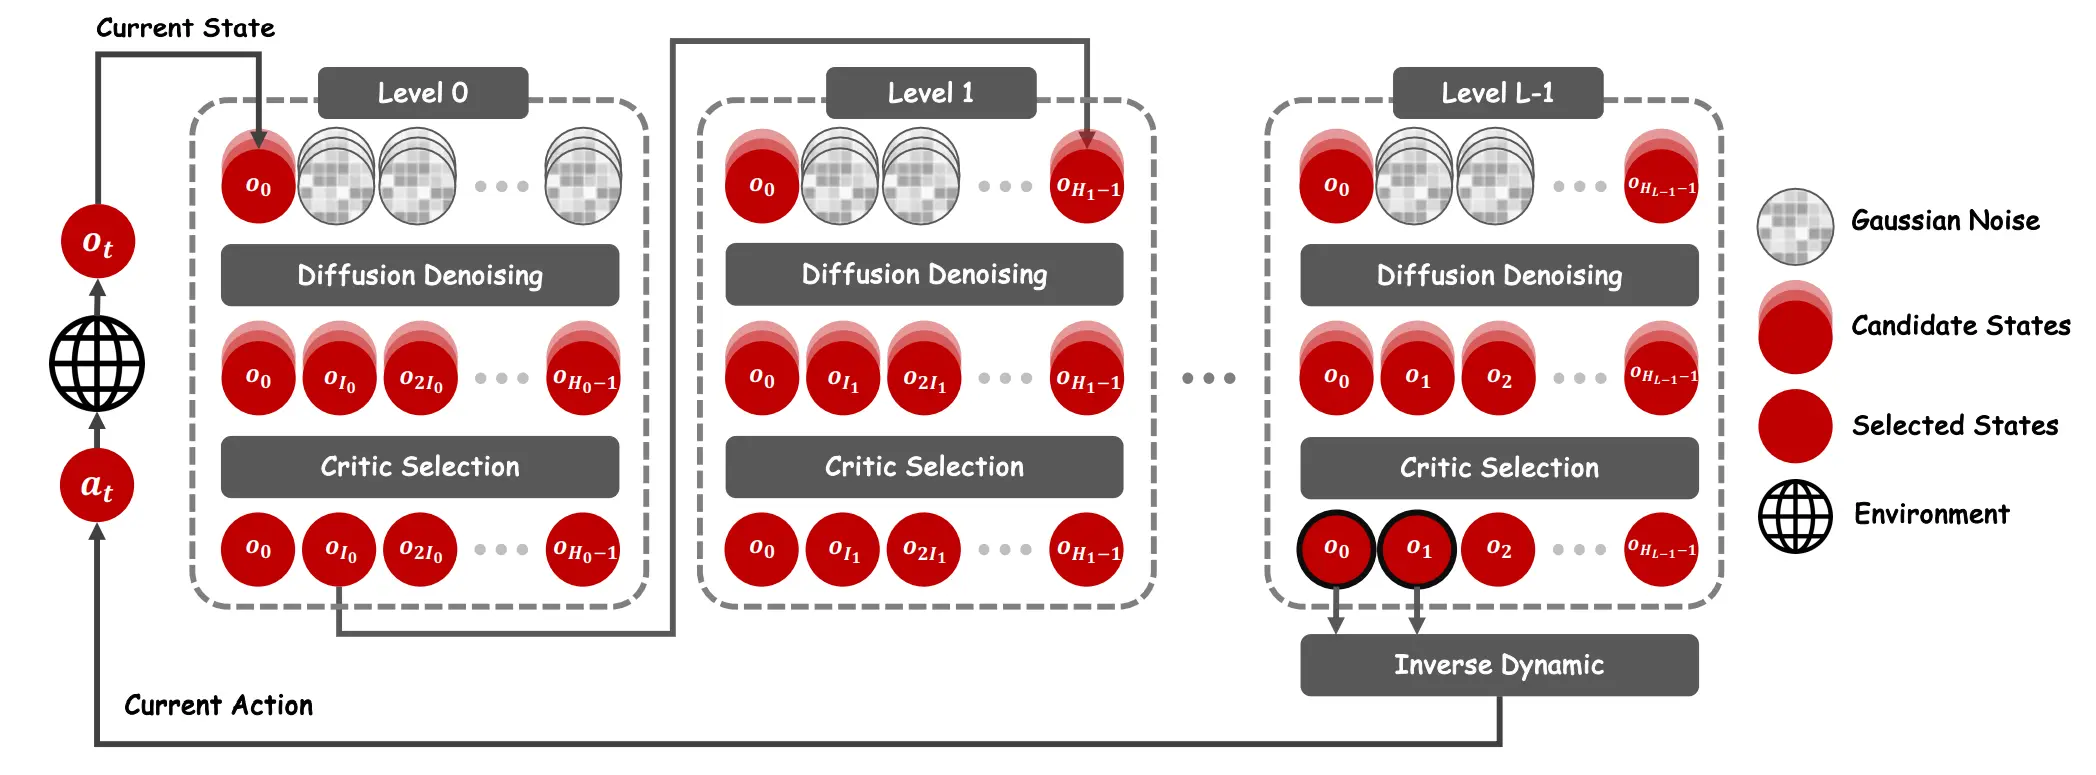 Current State
Level 0
Level 1
Level L-1
o_0
o_0
o_{H_1-1}
o_0
o_{H_{L-1}-1}
o_t
Diffusion Denoising
Diffusion Denoising
Diffusion Denoising
o_0 o_{I_0} o_{2I_0} ... o_{H_0-1}
o_0 o_{I_1} o_{2I_1} ... o_{H_1-1}
...
o_0 o_1 o_2 ... o_{H_{L-1}-1}
Critic Selection
Critic Selection
Critic Selection
a_t
o_0 o_{I_0} o_{2I_0} ... o_{H_0-1}
o_0 o_{I_1} o_{2I_1} ... o_{H_1-1}
o_0 o_1 o_2 ... o_{H_{L-1}-1}
Inverse Dynamic
Current Action
Gaussian Noise
Candidate States
Selected States
Environment